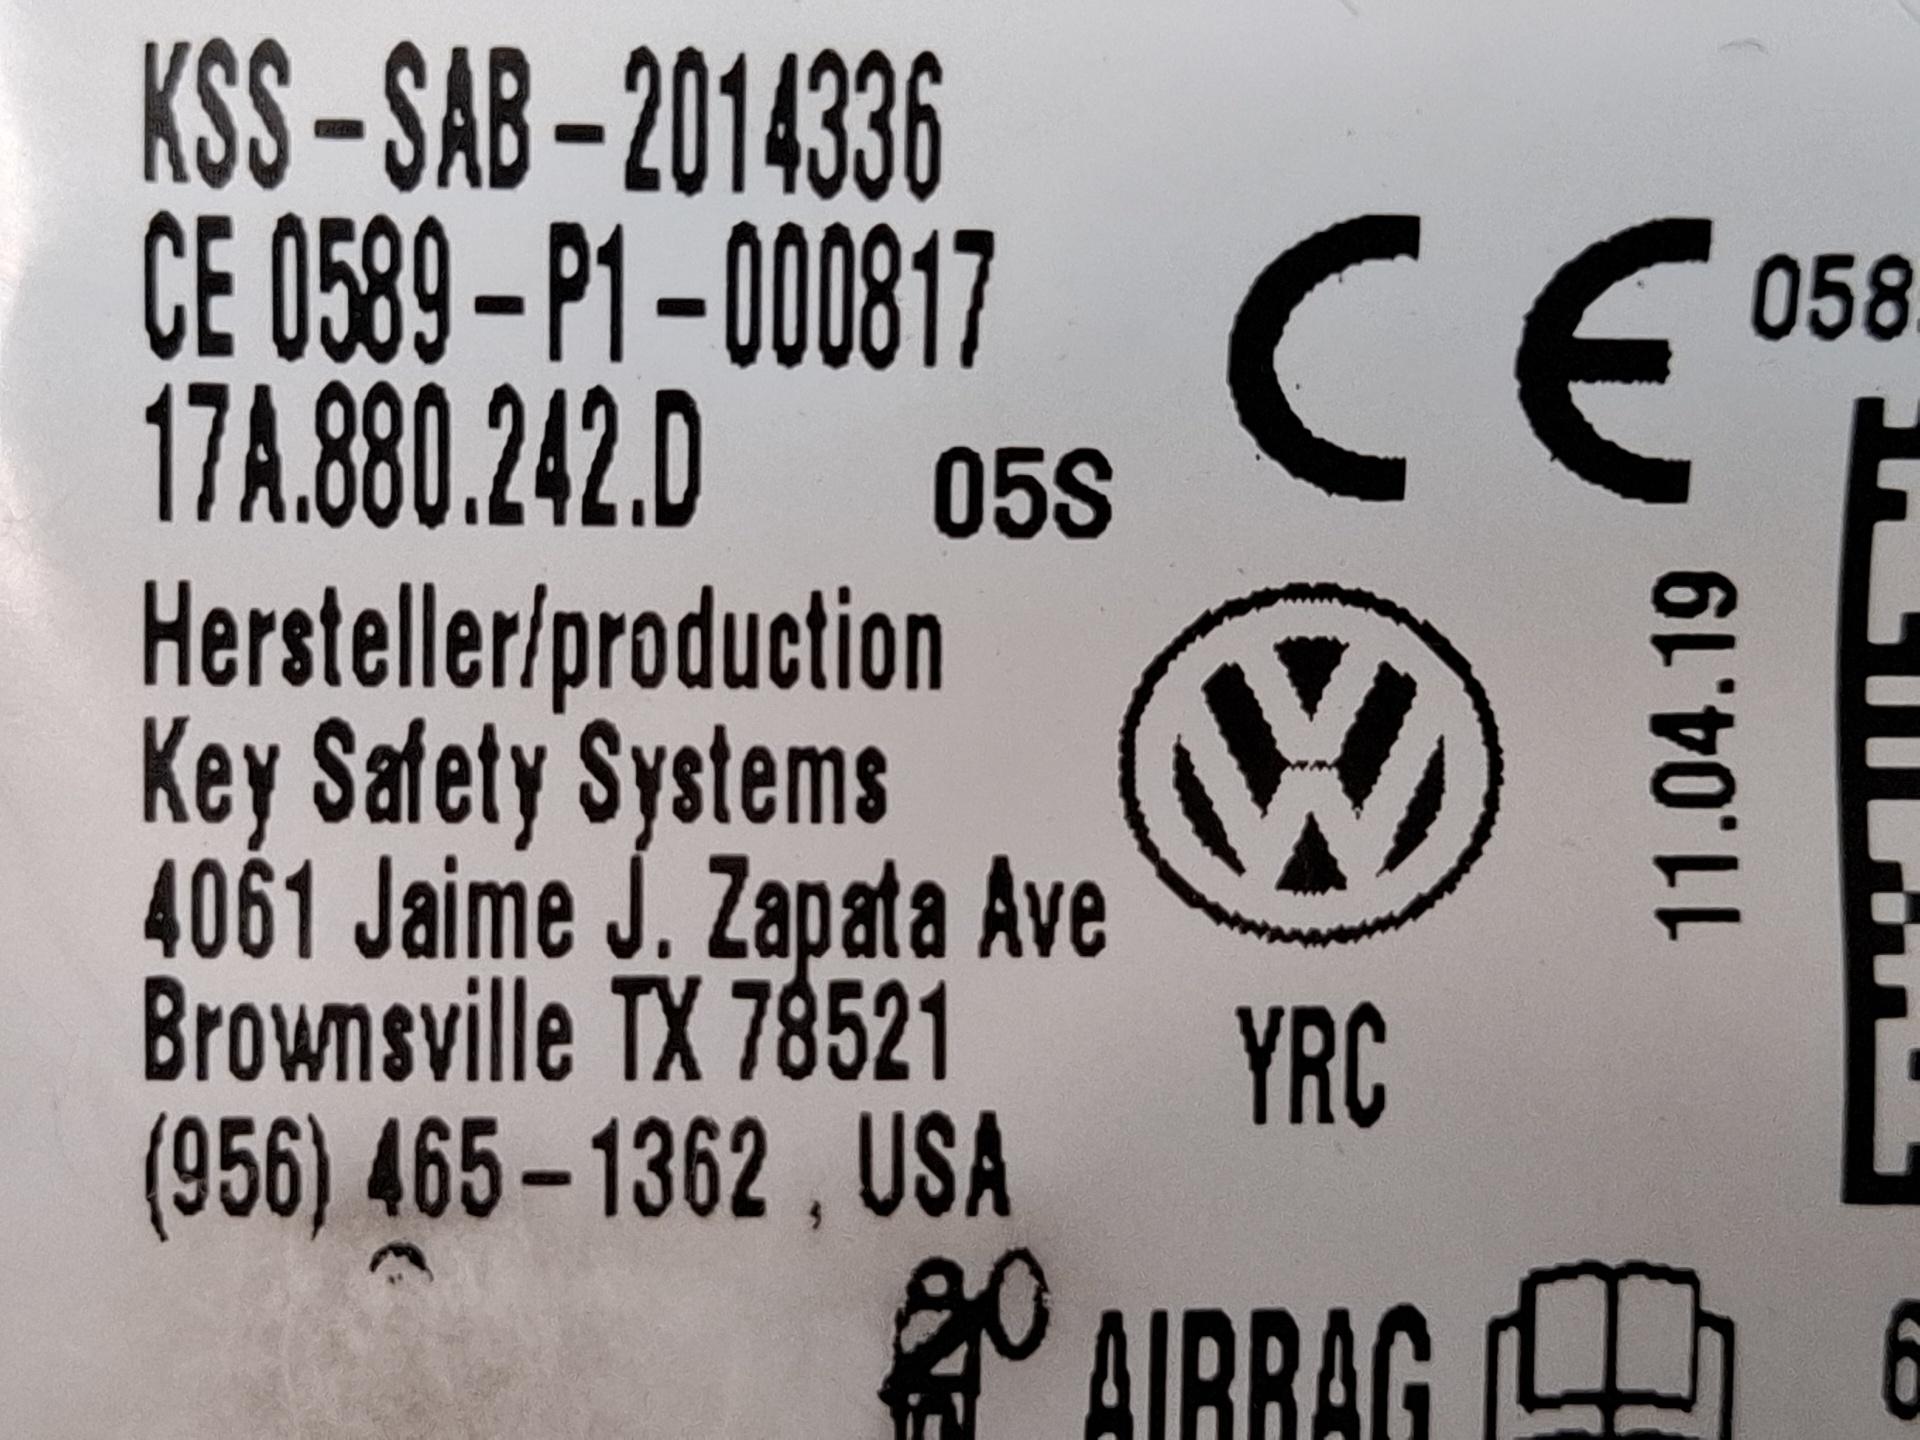 KSS-SAB-2014336
CE 0589-P1-000817
17A.880.242.D
05S
Hersteller/production
Key Safety Systems
4061 Jaime J. Zapata Ave
Brownsville TX 78521
(956) 465-1362 , USA
CE
058
11.04.19
YRC
AIRBAG